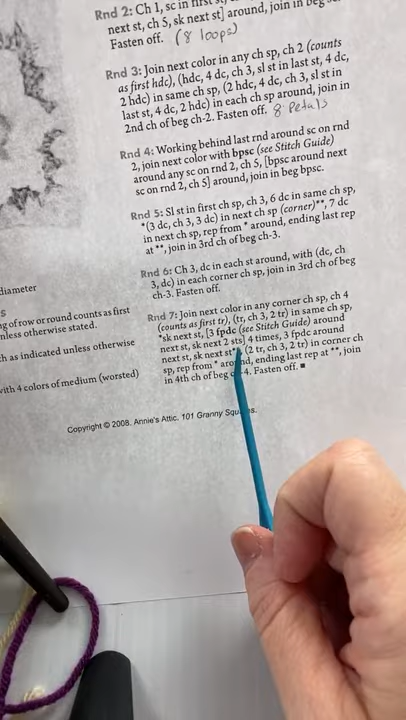 Rnd 2: Ch 1, sc in first st,
next st, ch 5, sk next st] around, join in beg
Fasten off. (8 loops)
Rnd 3: Join next color in any ch sp, ch 2 (counts
as first hdc), (hdc, 4 dc, ch 3, sl st in last st, 4 dc,
2 hdc) in same ch sp, (2 hdc, 4 dc, ch 3, sl st in
last st, 4 dc, 2 hdc) in each ch sp around, join in
2nd ch of beg ch-2. Fasten off. 8 Petals
Rnd 4: Working behind last rnd around sc on rnd
2, join next color with bpsc (see Stitch Guide)
around any sc on rnd 2, ch 5, [bpsc around next
sc on rnd 2, ch 5] around, join in beg bpsc.
Rnd 5: Sl st in first ch sp, ch 3, 6 dc in same ch sp,
*(3 dc, ch 3, 3 dc) in next ch sp (corner)**, 7 dc
in next ch sp, rep from * around, ending last rep
at **, join in 3rd ch of beg ch-3.
Rnd 6: Ch 3, dc in each st around, with (dc, ch
3, dc) in each corner ch sp, join in 3rd ch of beg
ch-3. Fasten off.
Rnd 7: Join next color in any corner ch sp, ch 4
(counts as first tr), (tr, ch 3, 2 tr) in same ch sp,
*sk next st, [3 fpdc (see Stitch Guide) around
next st, sk next 2 sts] 4 times, 3 fpdc around
next st, sk next st** (2 tr, ch 3, 2 tr) in corner ch
sp, rep from * around, ending last rep at **, join
in 4th ch of beg -4. Fasten off. ■
diameter
s
ng of row or round counts as first
nless otherwise stated.
ch as indicated unless otherwise
with 4 colors of medium (worsted)
Copyright © 2008. Annie's Attic. 101 Granny Squares.